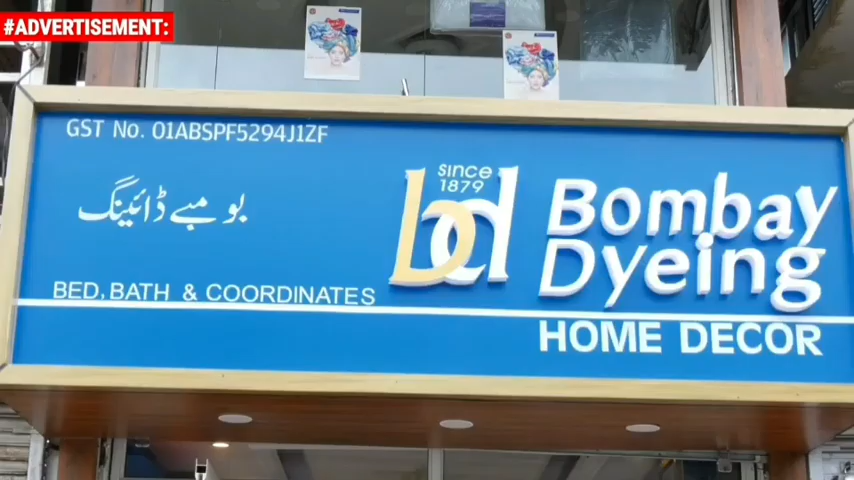 #ADVERTISEMENT:
GST No. 01ABSPF5294J1ZF
بومبے ڈائینگ
BED, BATH & COORDINATES
SINCE
1879
bd
Bombay
Dyeing
HOME DECOR